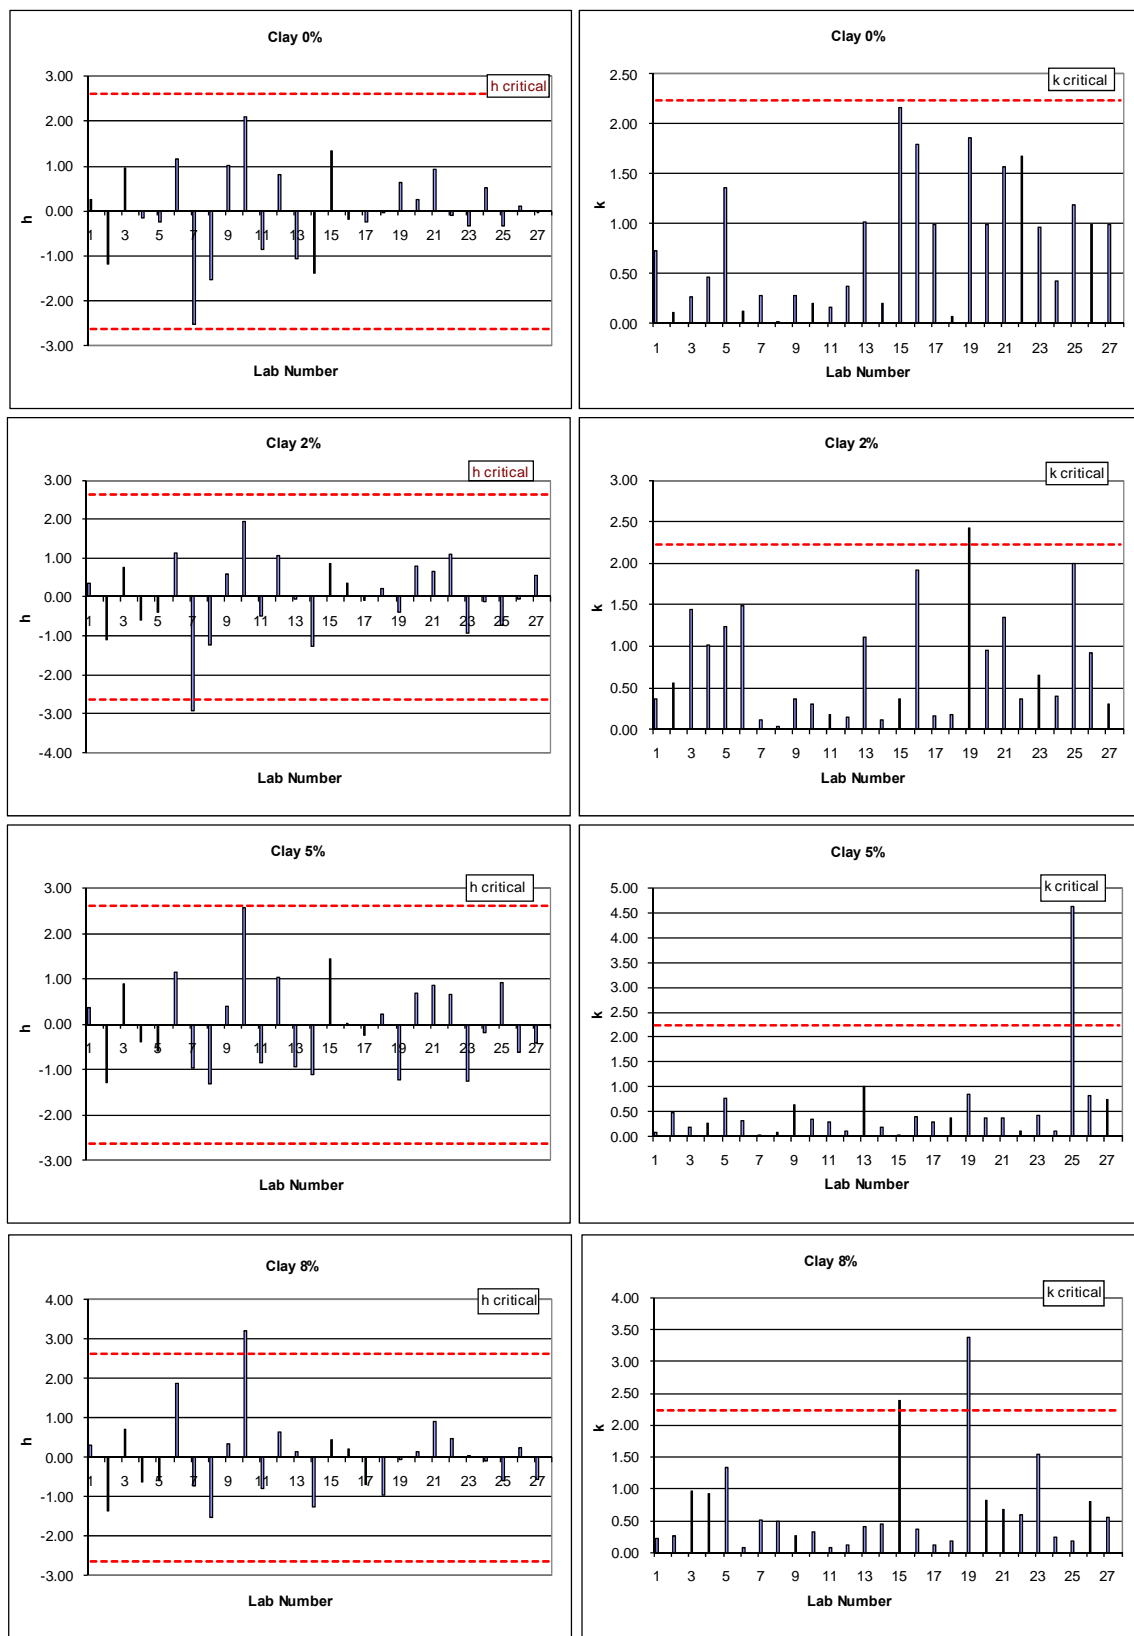 Clay 0%
h critical
3.00
2.00
1.00
0.00
-1.00
-2.00
-3.00
h
1 3 5 7 9 11 13 15 17 19 21 23 25 27
Lab Number
Clay 0%
k critical
2.50
2.00
1.50
1.00
0.50
0.00
k
1 3 5 7 9 11 13 15 17 19 21 23 25 27
Lab Number
Clay 2%
h critical
3.00
2.00
1.00
0.00
-1.00
-2.00
-3.00
-4.00
h
1 3 5 7 9 11 13 15 17 19 21 23 25 27
Lab Number
Clay 2%
k critical
3.00
2.50
2.00
1.50
1.00
0.50
0.00
k
1 3 5 7 9 11 13 15 17 19 21 23 25 27
Lab Number
Clay 5%
h critical
3.00
2.00
1.00
0.00
-1.00
-2.00
-3.00
h
1 3 5 7 9 11 13 15 17 19 21 23 25 27
Lab Number
Clay 5%
k critical
5.00
4.50
4.00
3.50
3.00
2.50
2.00
1.50
1.00
0.50
0.00
k
1 3 5 7 9 11 13 15 17 19 21 23 25 27
Lab Number
Clay 8%
h critical
4.00
3.00
2.00
1.00
0.00
-1.00
-2.00
-3.00
h
1 3 5 7 9 11 13 15 17 19 21 23 25 27
Lab Number
Clay 8%
k critical
4.00
3.50
3.00
2.50
2.00
1.50
1.00
0.50
0.00
k
1 3 5 7 9 11 13 15 17 19 21 23 25 27
Lab Number